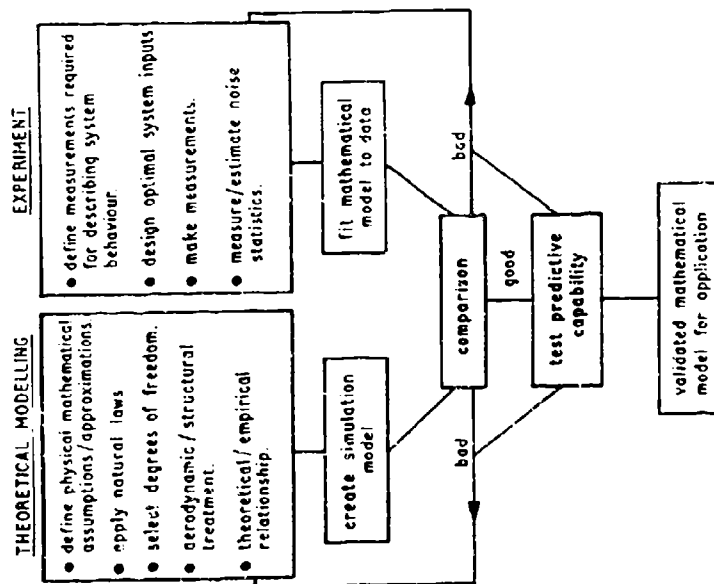 THEORETICAL MODELLING
• define physical mathematical
assumptions/approximations.
• apply natural laws
• select degrees of freedom.
• aerodynamic/structural
treatment.
• theoretical/empirical
relationship.
EXPERIMENT
• define measurements required
for describing system
behaviour.
• design optimal system inputs
• make measurements.
• measure/estimate noise
statistics.
create simulation
model
fit mathematical
model to data
comparison
bad
good
bad
test predictive
capability
validated mathematical
model for application